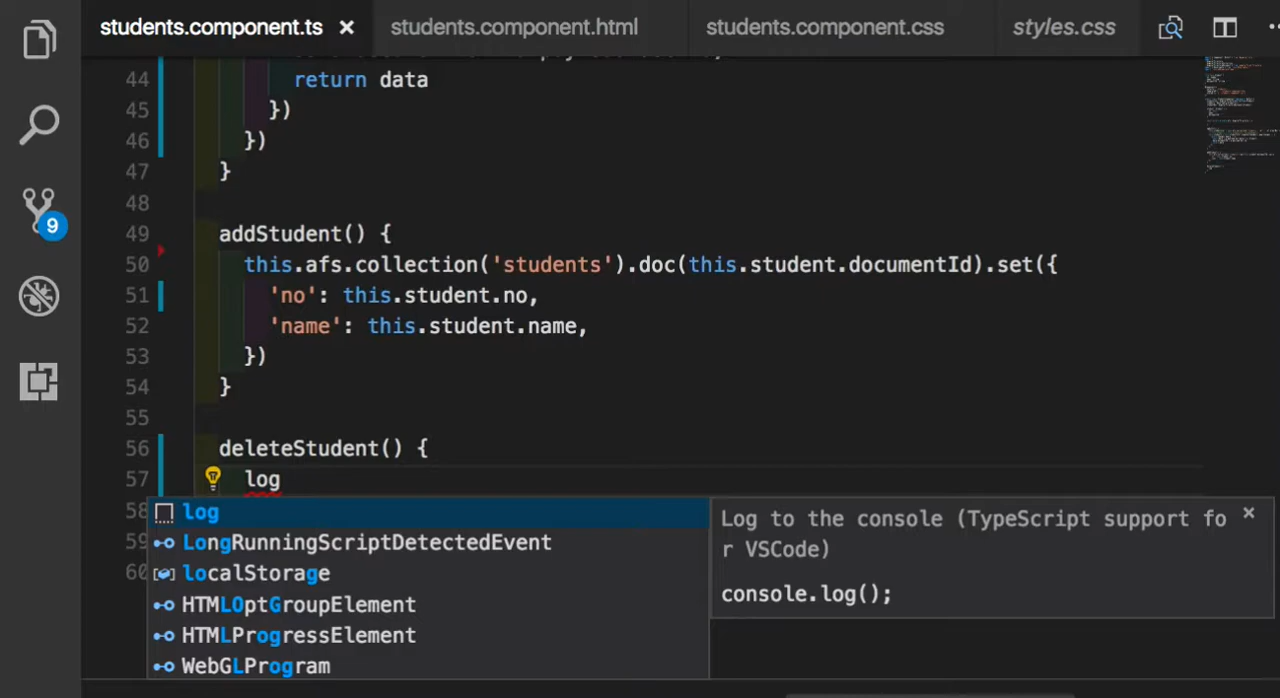 students.component.ts × students.component.html students.component.css styles.css
44 return data
45 })
46 })
47 }
48
49 addStudent() {
50 this.afs.collection('students').doc(this.student.documentId).set({
51 'no': this.student.no,
52 'name': this.student.name,
53 })
54 }
55
56 deleteStudent() {
57 log
58
59
60
9
log
LongRunningScriptDetectedEvent
localStorage
HTMLOptGroupElement
HTMLProgressElement
WebGLProgram
Log to the console (TypeScript support fo
r VSCode)
console.log();